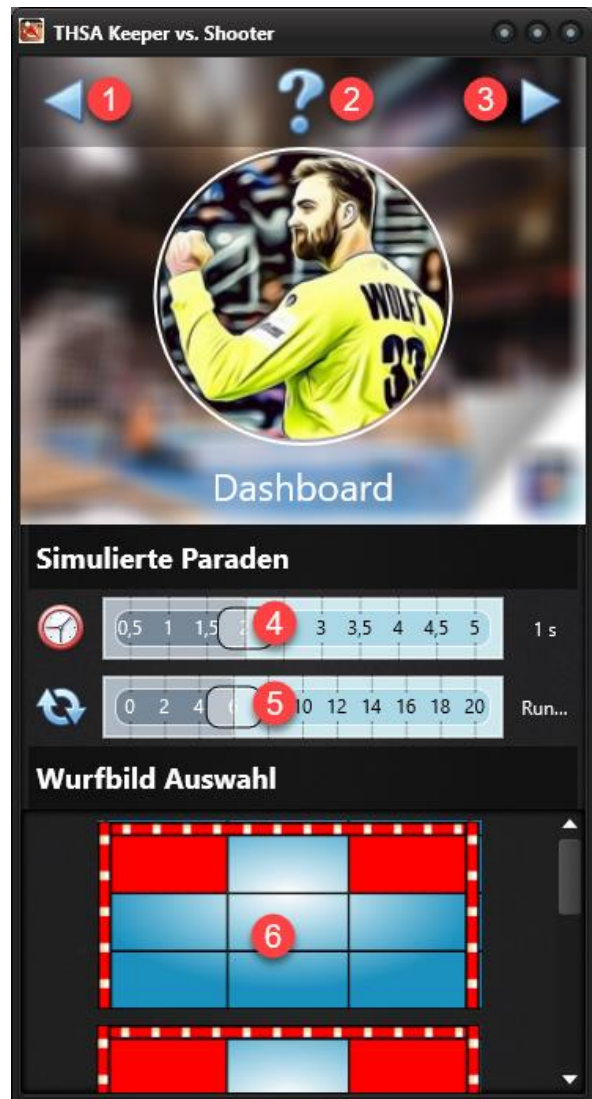 THSA Keeper vs. Shooter
1 ? 2 3
WOLFF
33
Dashboard
Simulierte Paraden
0,5 1 1,5 2 4 3 3,5 4 4,5 5 1 s
0 2 4 6 5 10 12 14 16 18 20 Run...
Wurfbild Auswahl
6